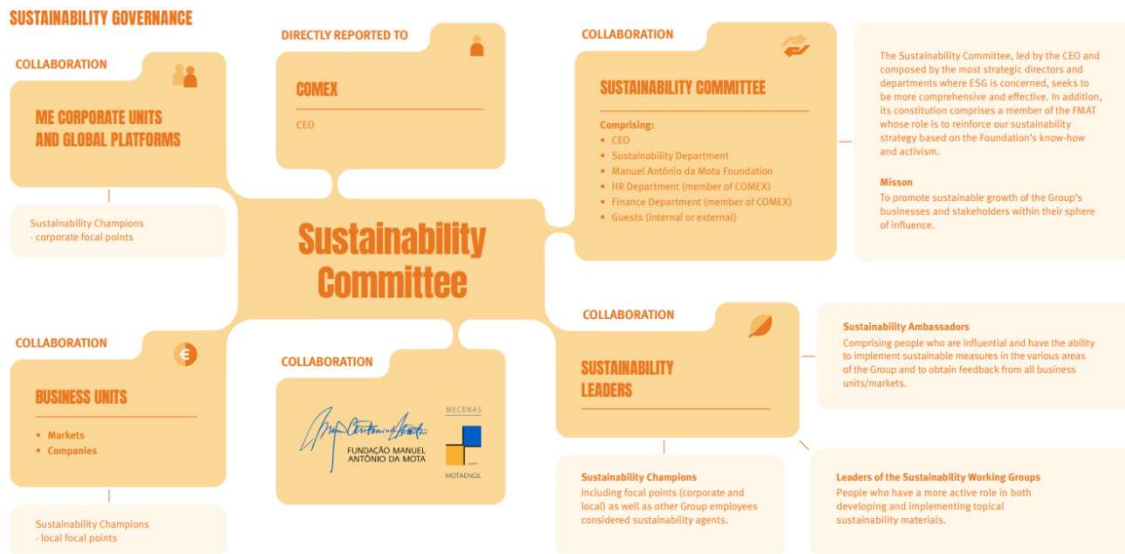 SUSTAINABILITY GOVERNANCE
COLLABORATION
ME CORPORATE UNITS
AND GLOBAL PLATFORMS
Sustainability Champions
- corporate focal points
DIRECTLY REPORTED TO
COMEX
CEO
COLLABORATION
SUSTAINABILITY COMMITTEE
Comprising:
• CEO
• Sustainability Department
• Manuel António da Mota Foundation
• HR Department (member of COMEX)
• Finance Department (member of COMEX)
• Guests (internal or external)
The Sustainability Committee, led by the CEO and
composed by the most strategic directors and
departments where ESG is concerned, seeks to
be more comprehensive and effective. In addition,
its constitution comprises a member of the FMAT
whose role is to reinforce our sustainability
strategy based on the Foundation's know-how
and activism.
Misson
To promote sustainable growth of the Group's
businesses and stakeholders within their sphere
of influence.
Sustainability
Committee
COLLABORATION
BUSINESS UNITS
• Markets
• Companies
Sustainability Champions
- local focal points
COLLABORATION
FUNDAÇÃO MANUEL
ANTÓNIO DA MOTA
MECENAS
MOTAENGIL
COLLABORATION
SUSTAINABILITY
LEADERS
Sustainability Ambassadors
Comprising people who are influential and have the ability
to implement sustainable measures in the various areas
of the Group and to obtain feedback from all business
units/markets.
Sustainability Champions
Including focal points (corporate and
local) as well as other Group employees
considered sustainability agents.
Leaders of the Sustainability Working Groups
People who have a more active role in both
developing and implementing topical
sustainability materials.